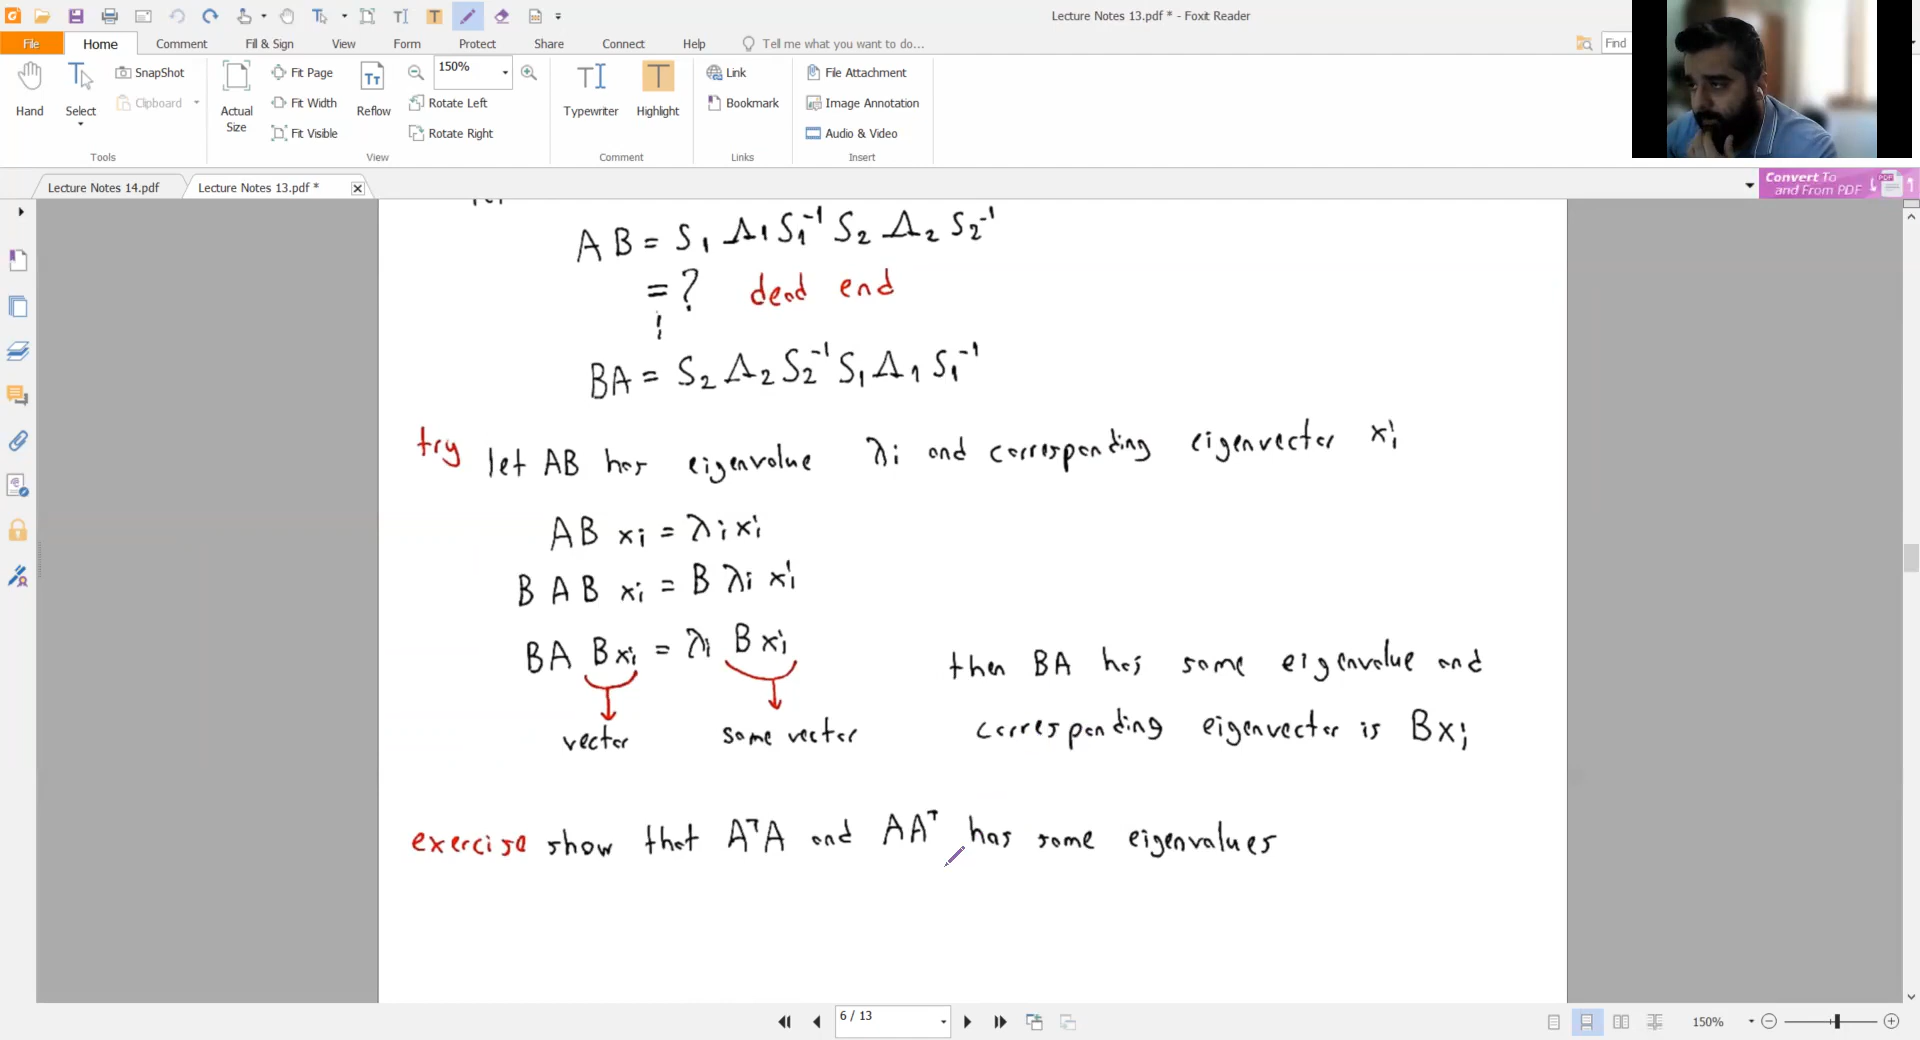 Lecture Notes 13.pdf * - Foxit Reader
File Home Comment Fill & Sign View Form Protect Share Connect Help Tell me what you want to do... Find
SnapShot Fit Page 150% Link File Attachment
Hand Select Clipboard Actual Size Fit Width Reflow Rotate Left Typewriter Highlight Bookmark Image Annotation
Fit Visible Rotate Right Audio & Video
Tools View Comment Links Insert
Lecture Notes 14.pdf Lecture Notes 13.pdf *
Convert To
and From PDF
AB = S₁ Λ₁ S₁⁻¹ S₂ Λ₂ S₂⁻¹
= ? dead end
BA = S₂ Λ₂ S₂⁻¹ S₁ Λ₁ S₁⁻¹
try let AB has eigenvalue λi and corresponding eigenvector xi
AB xi = λi xi
B A B xi = B λi xi
BA Bxi = λi B xi
then BA has same eigenvalue and
vector same vector
corresponding eigenvector is Bxi
exercise show that AᵀA and AAᵀ has same eigenvalues
6 / 13
150%